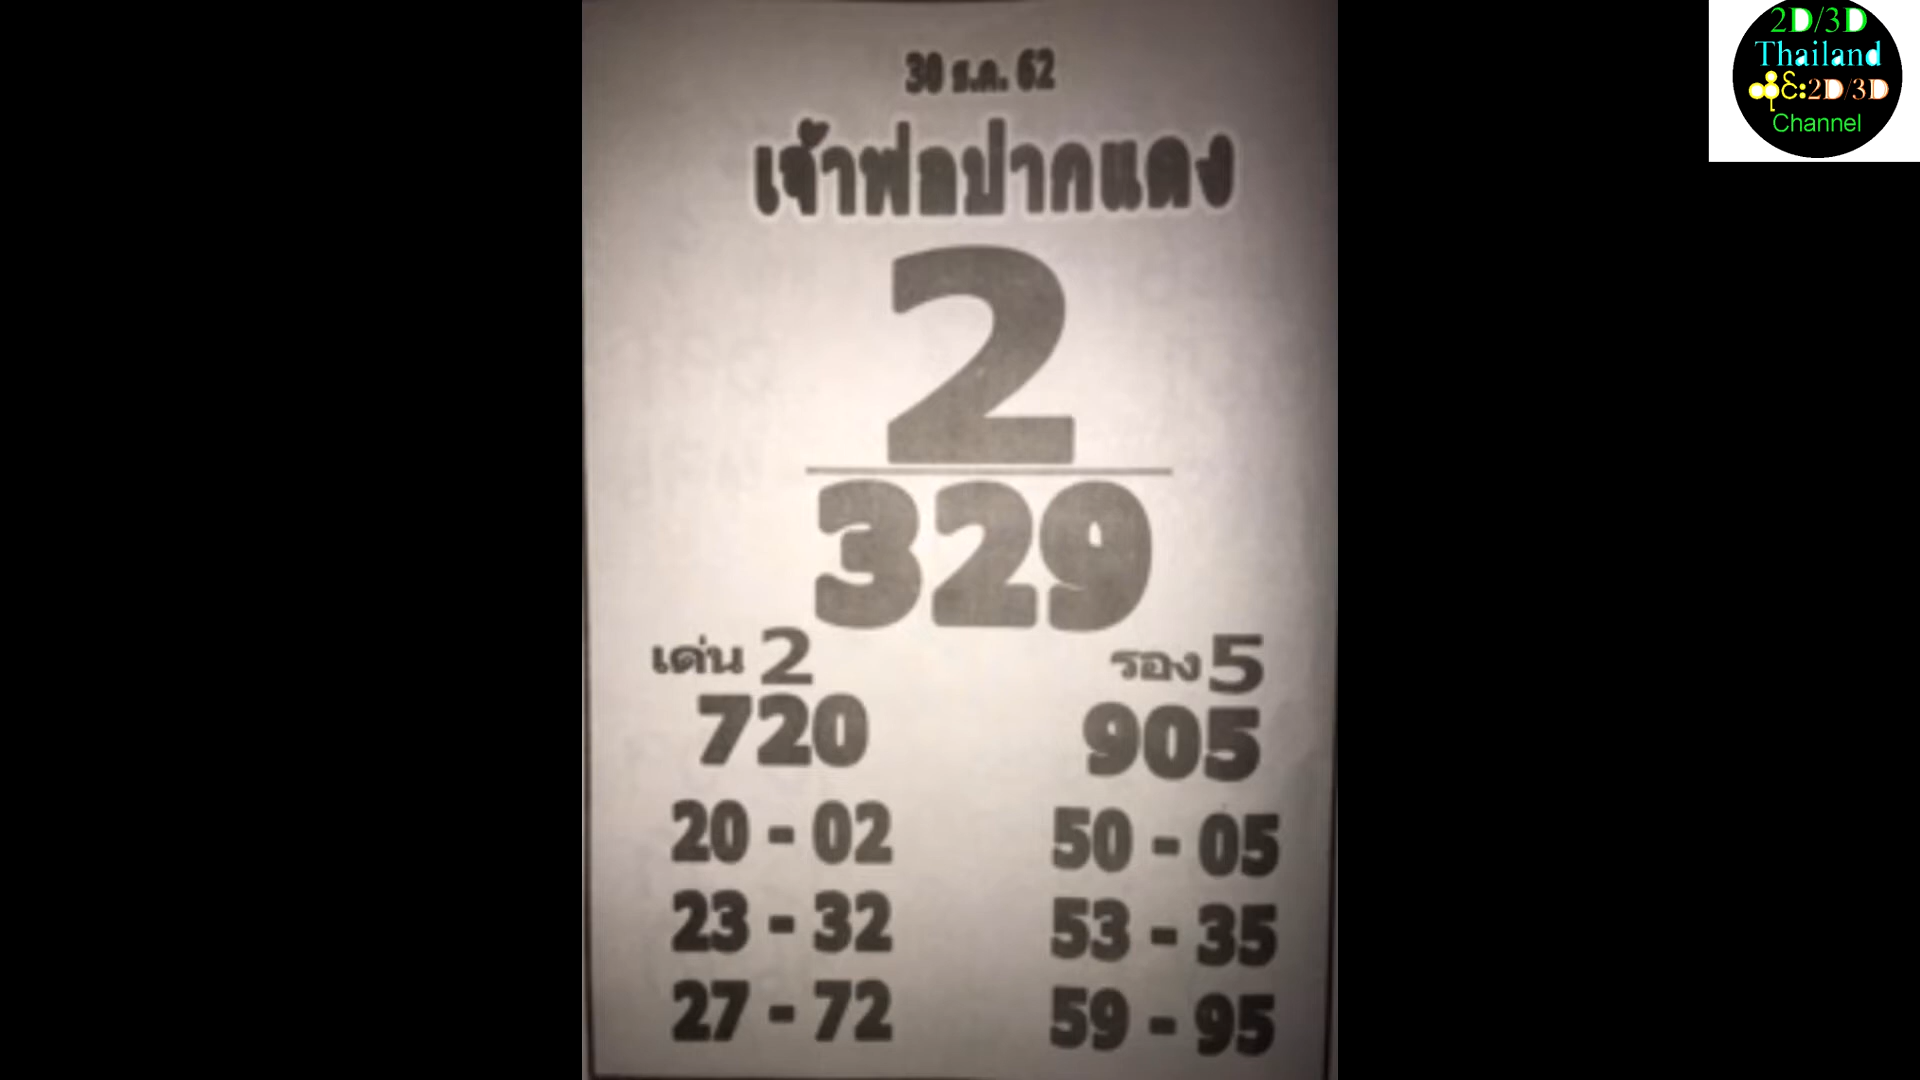 30 ธ.ค. 62
เจ้าพ่อปากแดง
2
329
เด่น 2
รอง 5
720
905
20 - 02
50 - 05
23 - 32
53 - 35
27 - 72
59 - 95
2D/3D
Thailand
ထိုင်း2D/3D
Channel